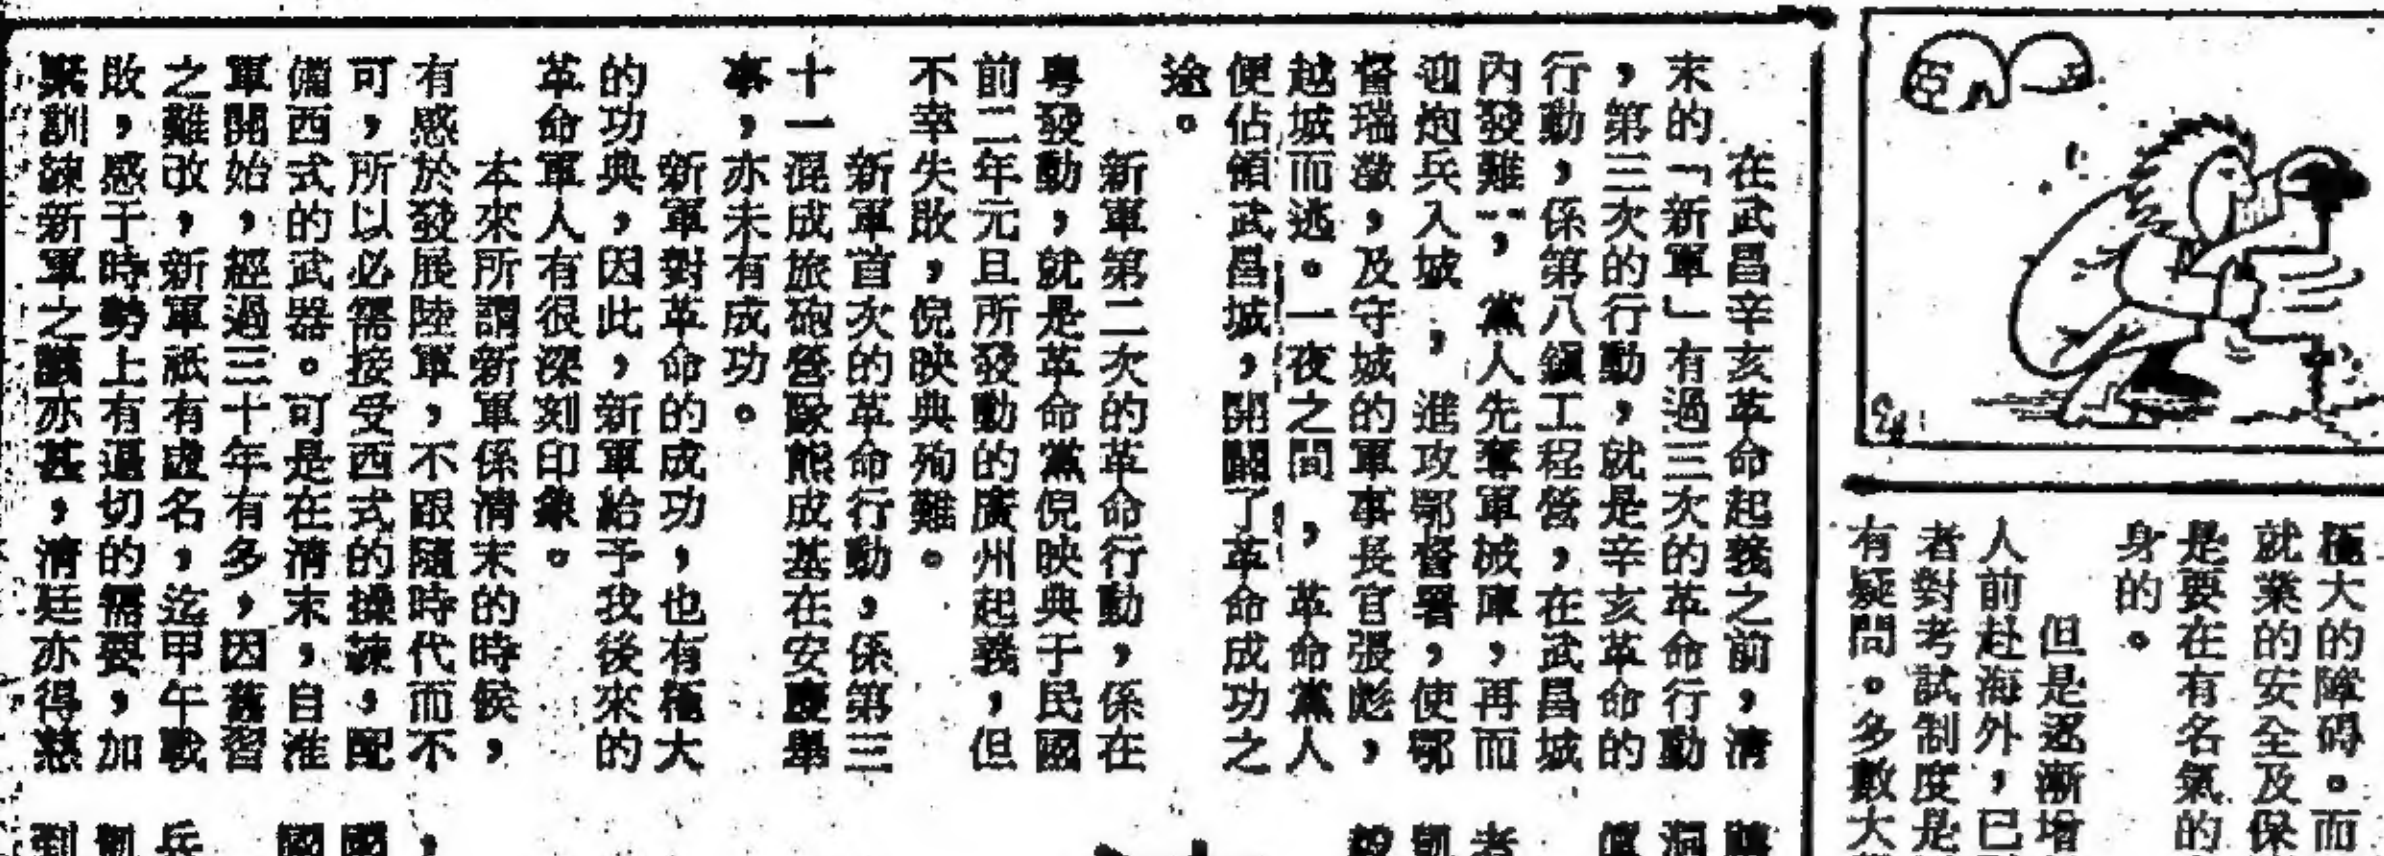 在武昌辛亥革命起義之前，清
末的「新軍」有過三次的革命行動
，第三次的行動，就是辛亥革命的
行動，係第八鎮工程營，在武昌城
內發難，黨人先奪軍械庫，再而
迎炮兵入城，進攻鄂督署，使鄂
督瑞澂，及守城的軍事長官張彪，
越城而逃。一夜之間，革命黨人
便佔領武昌城，開闢了革命成功之
途。
新軍第二次的革命行動，係在
粵發動，就是革命黨倪映典于民國
前二年元旦所發動的廣州起義，但
不幸失敗，倪映典殉難。
新軍首次的革命行動，係第三
十一混成旅砲營隊熊成基在安慶舉
事，亦未有成功。
新軍對革命的成功，也有極大
的功典，因此，新軍給予我後來的
革命軍人有很深刻印象。
本來所謂新軍係清末的時候，
有感於發展陸軍，不跟隨時代而不
可，所以必需接受西式的操練，配
備西式的武器。可是在清末，自淮
軍開始，經過三十年有多，因舊習
之難改，新軍祇有虛名，迄甲午戰
敗，感于時勢上有逼切的需要，加
緊訓練新軍之議亦甚，清廷亦得慈
極大的障碍。而
就業的安全及保
是要在有名氣的
身的。
但是逐漸增
人前赴海外，已
者對考試制度是
有疑問。多數大